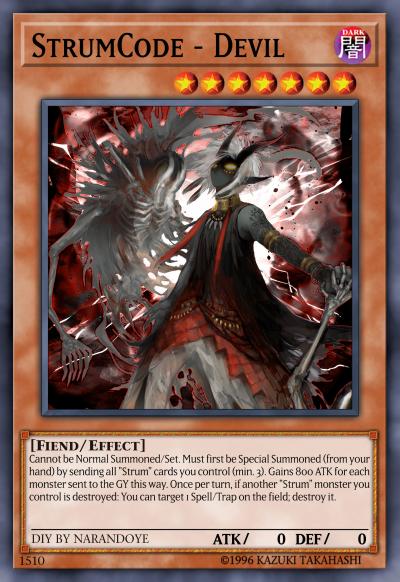 StrumCode - Devil
DARK
闇
[Fiend/Effect]
Cannot be Normal Summoned/Set. Must first be Special Summoned (from your
hand) by sending all "Strum" cards you control (min. 3). Gains 800 ATK for each
monster sent to the GY this way. Once per turn, if another "Strum" monster you
control is destroyed: You can target 1 Spell/Trap on the field; destroy it.
DIY BY NARANDOYE
ATK / 0 DEF / 0
1510
©1996 KAZUKI TAKAHASHI